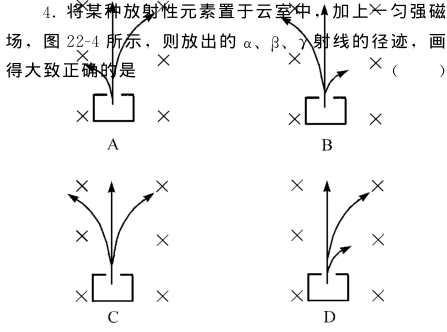 4. 将某种放射性元素置于云室中,加上一匀强磁
场,图 22-4 所示,则放出的 α、β、γ 射线的径迹,画
得大致正确的是 ( )
A
B
C
D